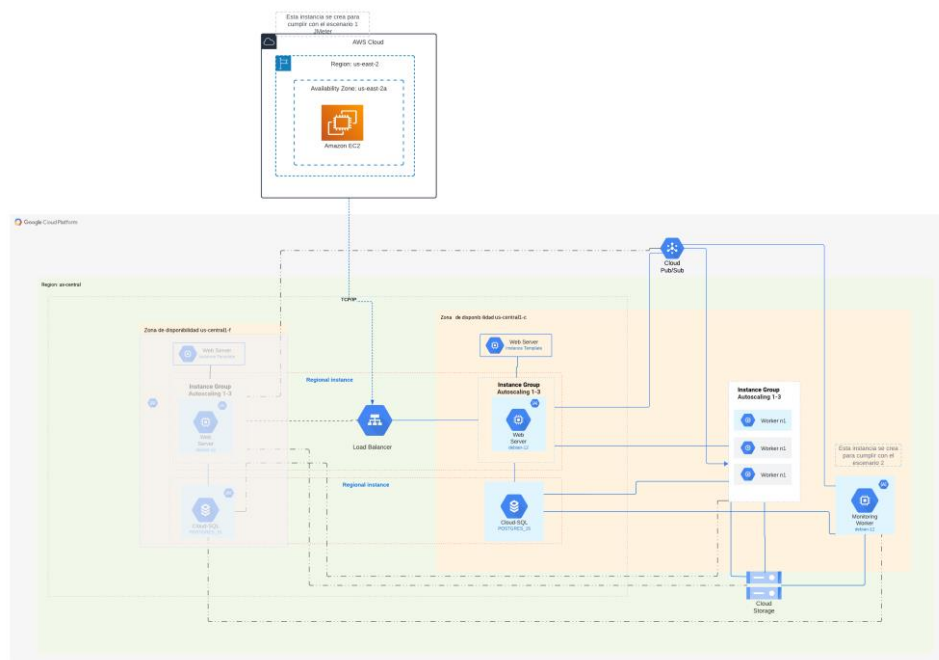 Esta instancia se crea para
cumplir con el escenario 1
JMeter
AWS Cloud
Region: us-east-2
Availability Zone: us-east-2a
Amazon EC2
Google Cloud Platform
Cloud
Pub/Sub
Region: us-central
TCP/IP
Zona de disponibilidad us-central1-c
Zona de disponibilidad us-central1-f
Web Server
Instance Template
Web Server
Instance Template
Regional instance
Instance Group
Autoscaling 1-3
Instance Group
Autoscaling 1-3
Instance Group
Autoscaling 1-3
Worker n1
Web
Server
debian-12
Load Balancer
Web
Server
debian-12
Worker n1
Worker n1
Esta instancia se crea
para cumplir con el
escenario 2
Regional instance
Cloud SQL
Cloud SQL
Monitoring
Worker
debian-12
Cloud
Storage